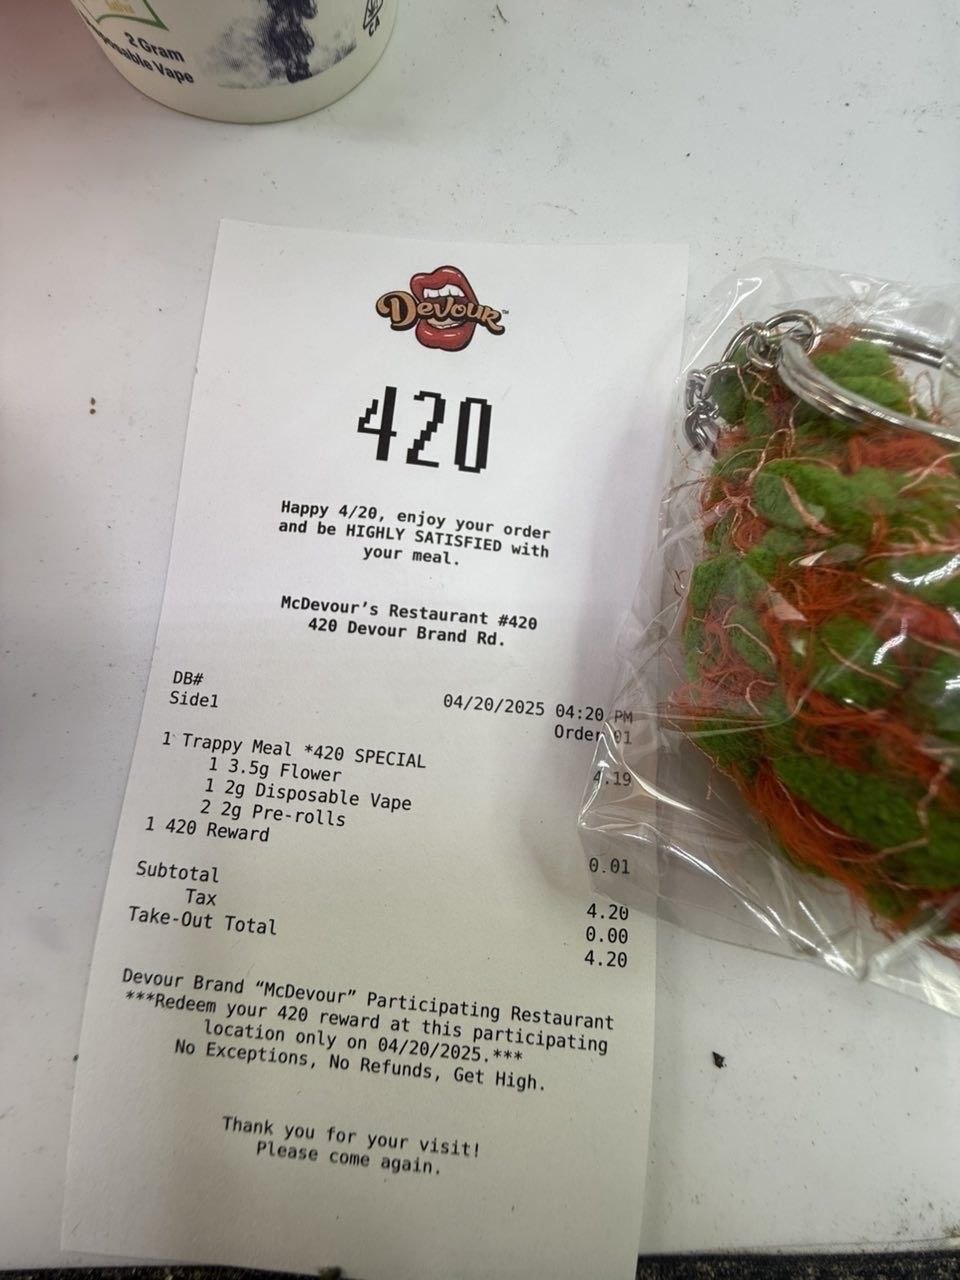 2 Gram
Vape
CA
DEVOUR™
420
Happy 4/20, enjoy your order
and be HIGHLY SATISFIED with
your meal.
McDevour's Restaurant #420
420 Devour Brand Rd.
DB#
Side1 04/20/2025 04:20 PM
Order 01
1 Trappy Meal *420 SPECIAL 4.19
1 3.5g Flower
1 2g Disposable Vape
2 2g Pre-rolls
1 420 Reward 0.01
Subtotal 4.20
Tax 0.00
Take-Out Total 4.20
Devour Brand “McDevour” Participating Restaurant
***Redeem your 420 reward at this participating
location only on 04/20/2025.***
No Exceptions, No Refunds, Get High.
Thank you for your visit!
Please come again.